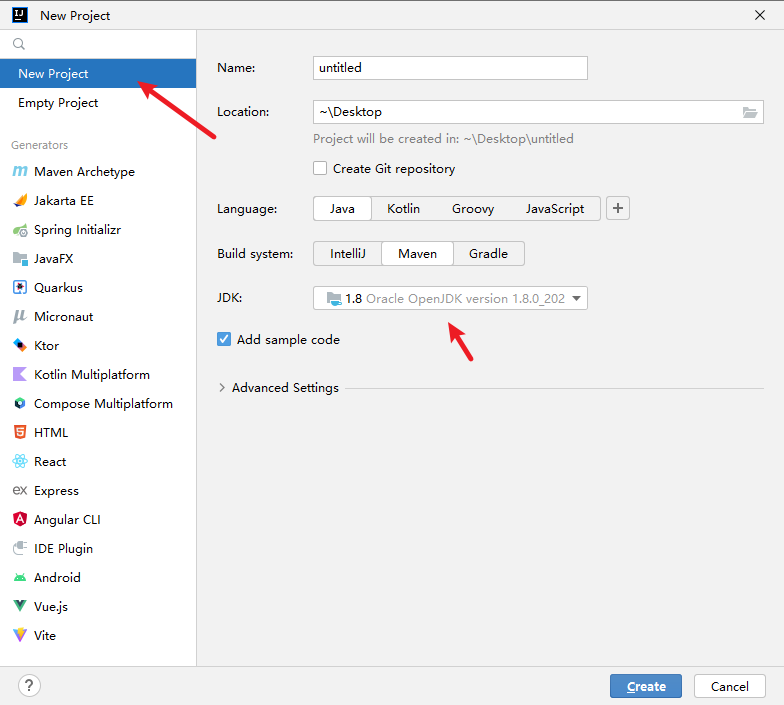 New Project
New Project
Empty Project
Generators
Maven Archetype
Jakarta EE
Spring Initializr
JavaFX
Quarkus
Micronaut
Ktor
Kotlin Multiplatform
Compose Multiplatform
HTML
React
Express
Angular CLI
IDE Plugin
Android
Vue.js
Vite
Name: untitled
Location: ~\Desktop
Project will be created in: ~\Desktop\untitled
Create Git repository
Language: Java Kotlin Groovy JavaScript +
Build system: IntelliJ Maven Gradle
JDK: 1.8 Oracle OpenJDK version 1.8.0_202
Add sample code
Advanced Settings
? Create Cancel